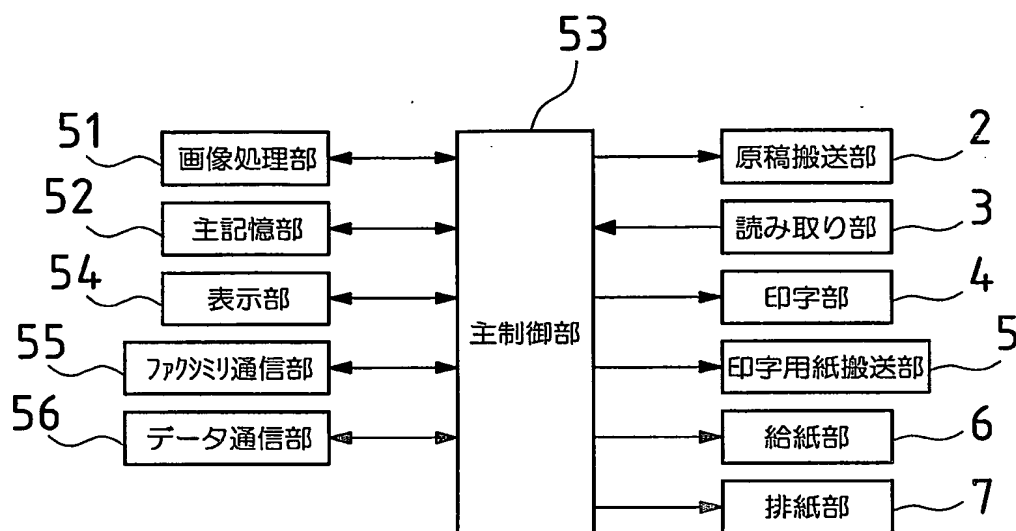 53
51 画像処理部
52 主記憶部
54 表示部
55 ファクシミリ通信部
56 データ通信部
主制御部
原稿搬送部 2
読み取り部 3
印字部 4
印字用紙搬送部 5
給紙部 6
排紙部 7